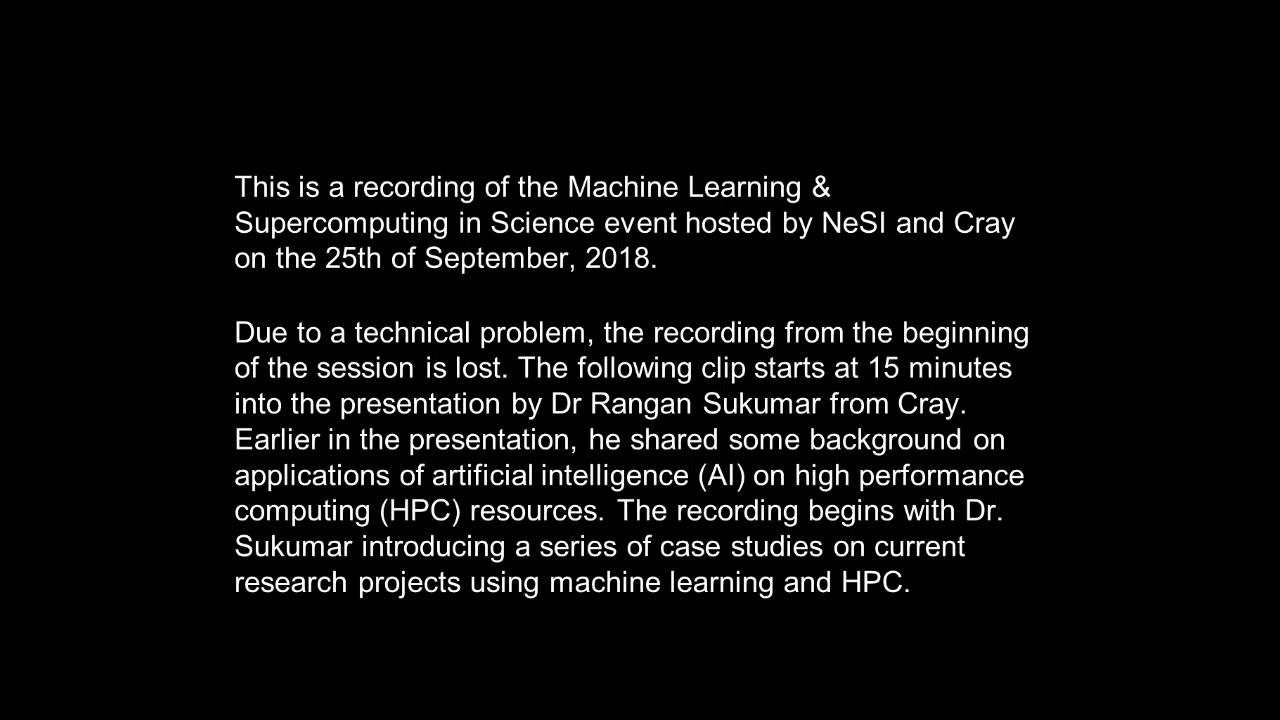 This is a recording of the Machine Learning &
Supercomputing in Science event hosted by NeSI and Cray
on the 25th of September, 2018.
Due to a technical problem, the recording from the beginning
of the session is lost. The following clip starts at 15 minutes
into the presentation by Dr Rangan Sukumar from Cray.
Earlier in the presentation, he shared some background on
applications of artificial intelligence (AI) on high performance
computing (HPC) resources. The recording begins with Dr.
Sukumar introducing a series of case studies on current
research projects using machine learning and HPC.